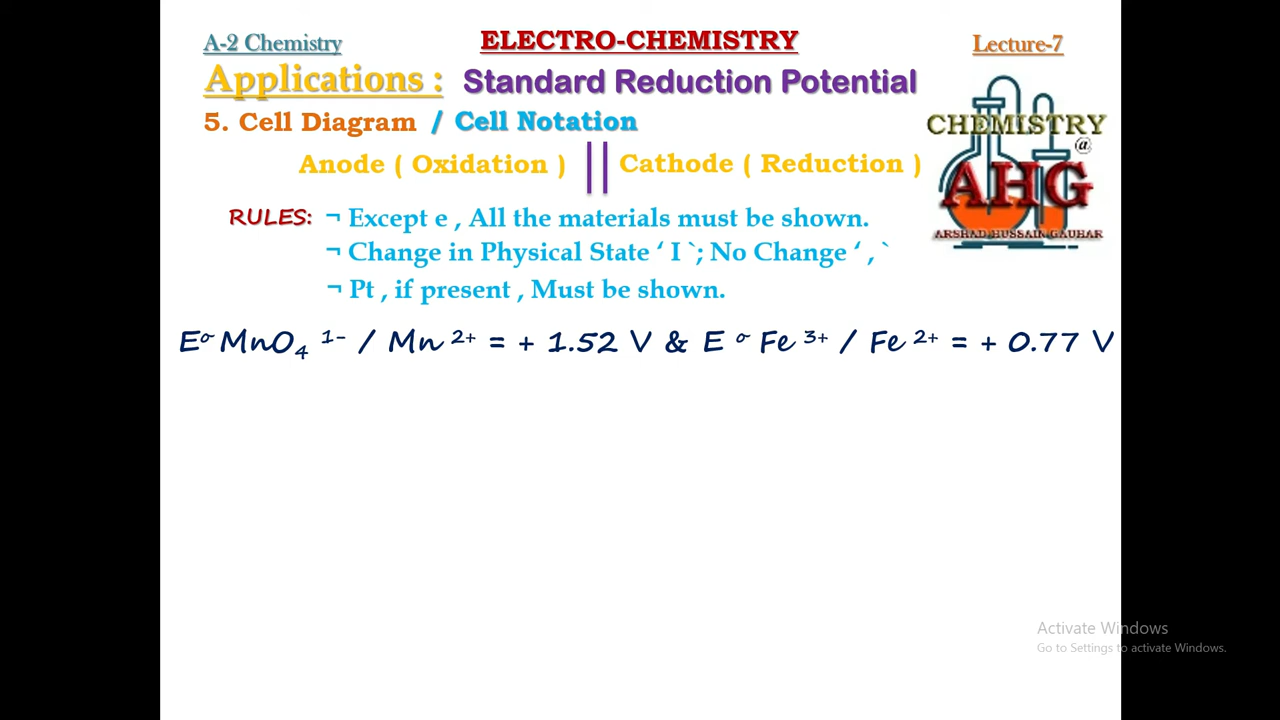 A-2 Chemistry ELECTRO-CHEMISTRY Lecture-7
Applications : Standard Reduction Potential
5. Cell Diagram / Cell Notation
CHEMISTRY
@
AHG
ARSHAD HUSSAIN GAUHAR
Anode ( Oxidation ) || Cathode ( Reduction )
RULES: ¬ Except e , All the materials must be shown.
¬ Change in Physical State ‘ I `; No Change ‘ , `
¬ Pt , if present , Must be shown.
E° MnO₄ ¹⁻ / Mn ²⁺ = + 1.52 V & E ° Fe ³⁺ / Fe ²⁺ = + 0.77 V
Activate Windows
Go to Settings to activate Windows.